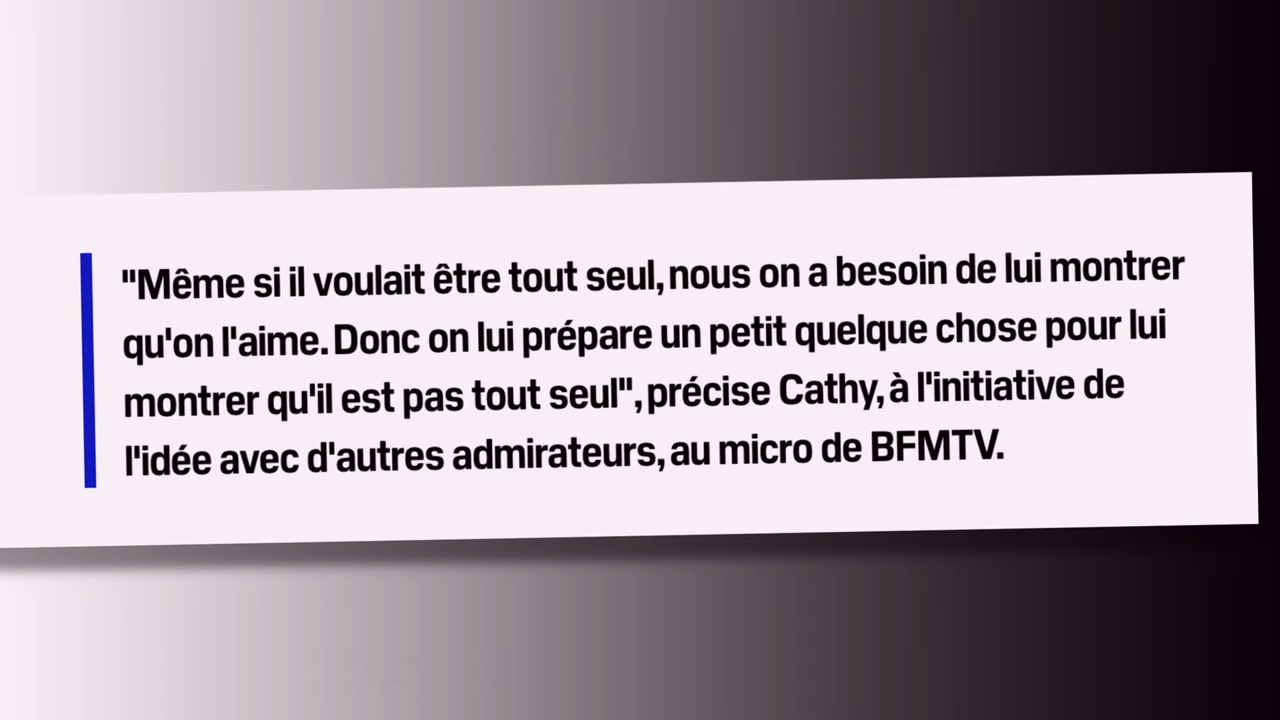 "Même si il voulait être tout seul, nous on a besoin de lui montrer
qu'on l'aime. Donc on lui prépare un petit quelque chose pour lui
montrer qu'il est pas tout seul", précise Cathy, à l'initiative de
l'idée avec d'autres admirateurs, au micro de BFMTV.